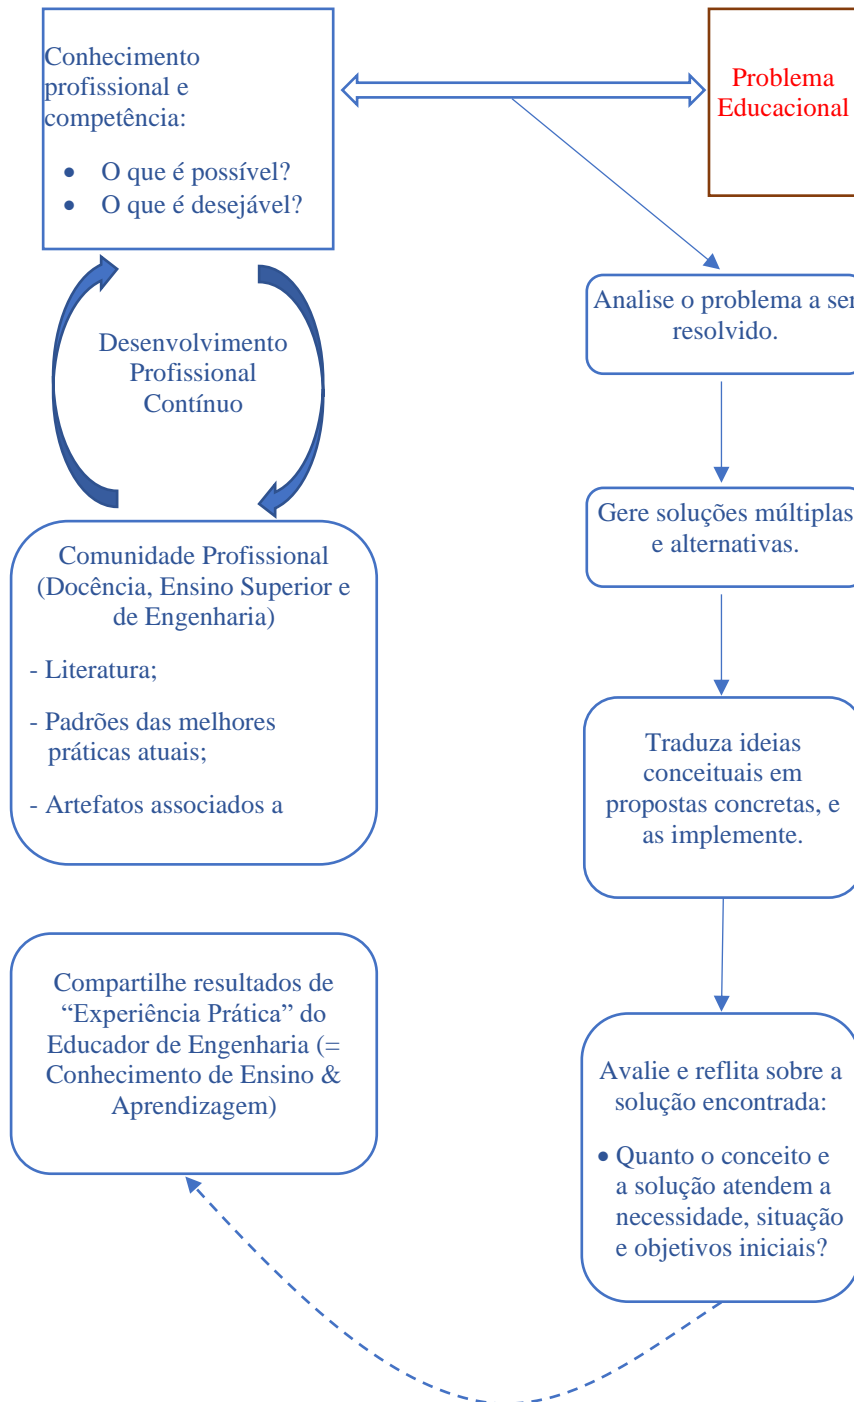 Conhecimento
profissional e
competência:
• O que é possível?
• O que é desejável?
Problema
Educacional
Desenvolvimento
Profissional
Contínuo
Comunidade Profissional
(Docência, Ensino Superior e
de Engenharia)
- Literatura;
- Padrões das melhores
práticas atuais;
- Artefatos associados a
Compartilhe resultados de
“Experiência Prática” do
Educador de Engenharia (=
Conhecimento de Ensino &
Aprendizagem)
Analise o problema a ser
resolvido.
Gere soluções múltiplas
e alternativas.
Traduza ideias
conceituais em
propostas concretas, e
as implemente.
Avalie e reflita sobre a
solução encontrada:
• Quanto o conceito e
a solução atendem a
necessidade, situação
e objetivos iniciais?